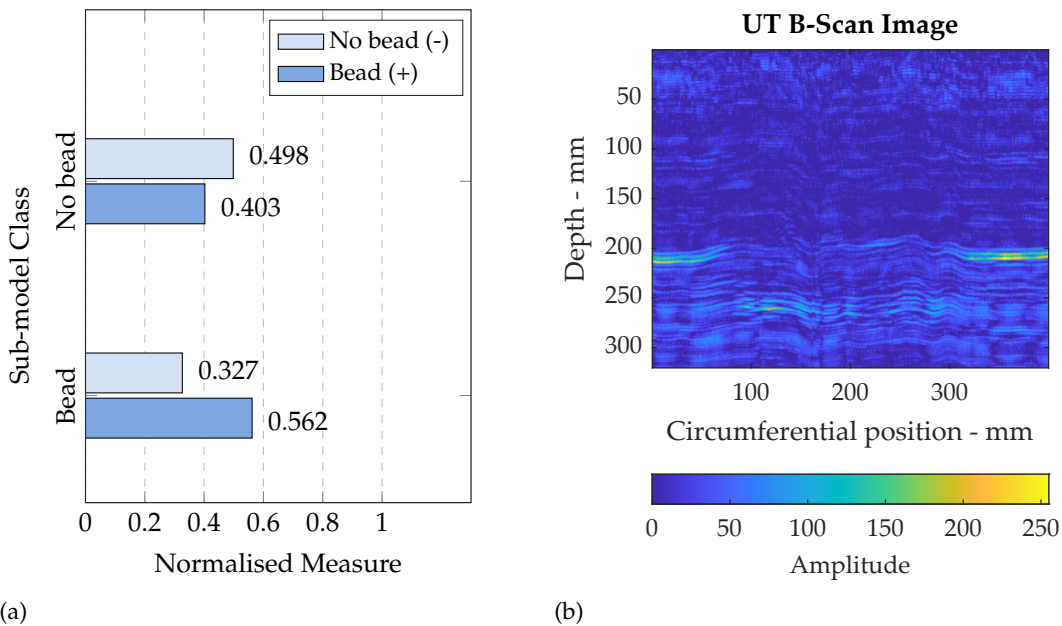 No bead (-)
Bead (+)
Sub-model Class
No bead
Bead
0.498
0.403
0.327
0.562
0 0.2 0.4 0.6 0.8 1
Normalised Measure
(a)
UT B-Scan Image
Depth - mm
50
100
150
200
250
300
100 200 300
Circumferential position - mm
0 50 100 150 200 250
Amplitude
(b)